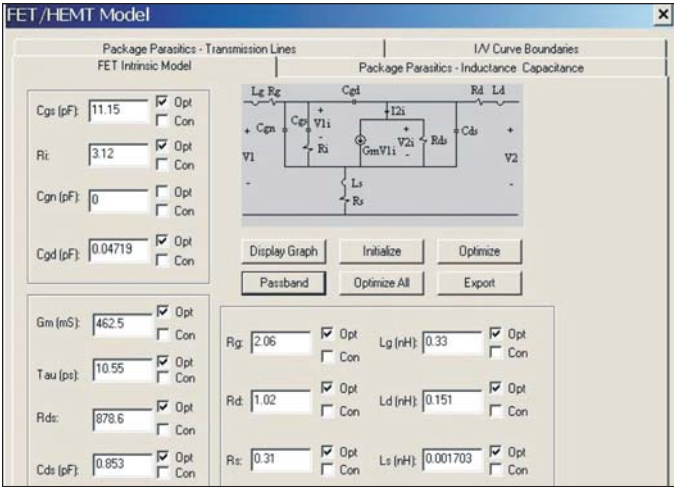 FET/HEMT Model
Package Parasitics - Transmission Lines
I/V Curve Boundaries
FET Intrinsic Model
Package Parasitics - Inductance Capacitance
Cgs (pF): 11.15 Opt
Con
Ri: 3.12 Opt
Con
Cgn (pF): 0 Opt
Con
Cgd (pF): 0.04719 Opt
Con
Lg Rg Cgd Rd Ld
+ I2i
+ Cgn Cgs V1i + Cds +
V1 - Ri GmV1i V2i Rds V2
- - -
Ls
Rs
Display Graph Initialize Optimize
Passband Optimize All Export
Gm (mS): 462.5 Opt
Con
Tau (ps): 10.55 Opt
Con
Rds: 878.6 Opt
Con
Cds (pF): 0.853 Opt
Con
Rg: 2.06 Opt
Con
Lg (nH): 0.33 Opt
Con
Rd: 1.02 Opt
Con
Ld (nH): 0.151 Opt
Con
Rs: 0.31 Opt
Con
Ls (nH): 0.001703 Opt
Con